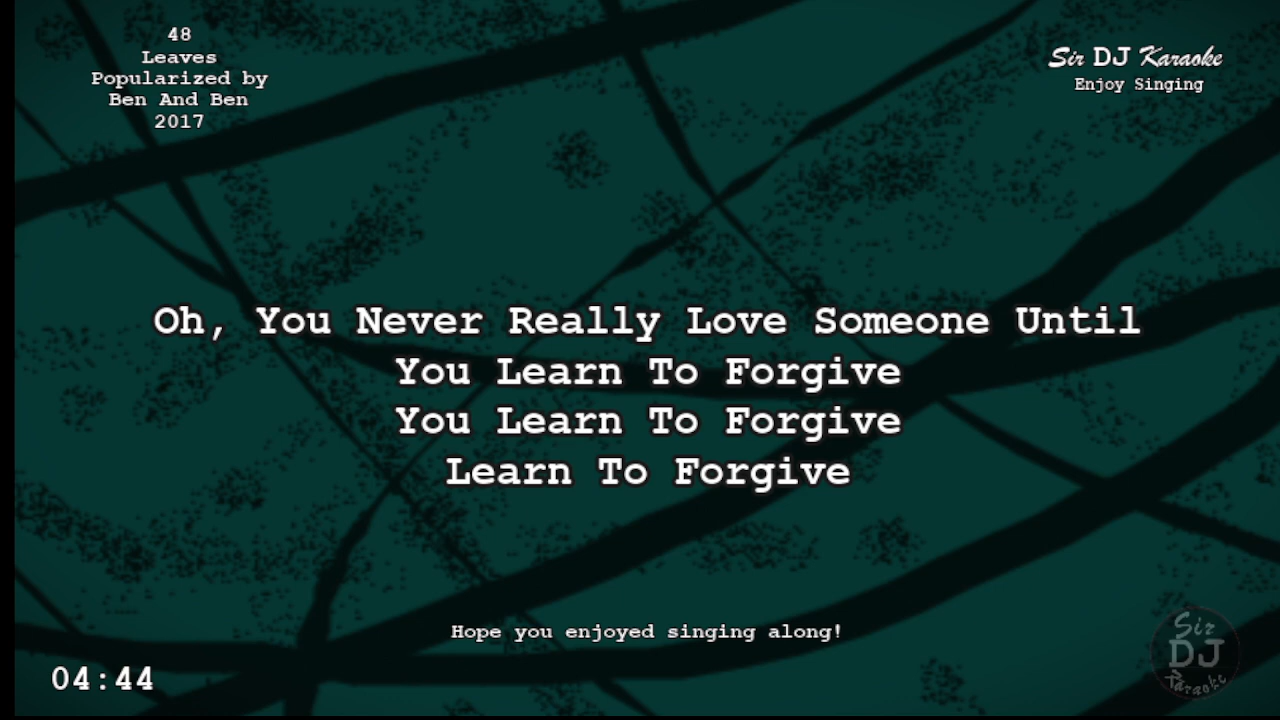 48
Leaves
Popularized by
Ben And Ben
2017
Sir DJ Karaoke
Enjoy Singing
Oh, You Never Really Love Someone Until
You Learn To Forgive
You Learn To Forgive
Learn To Forgive
Hope you enjoyed singing along!
04:44
Sir
DJ
Karaoke